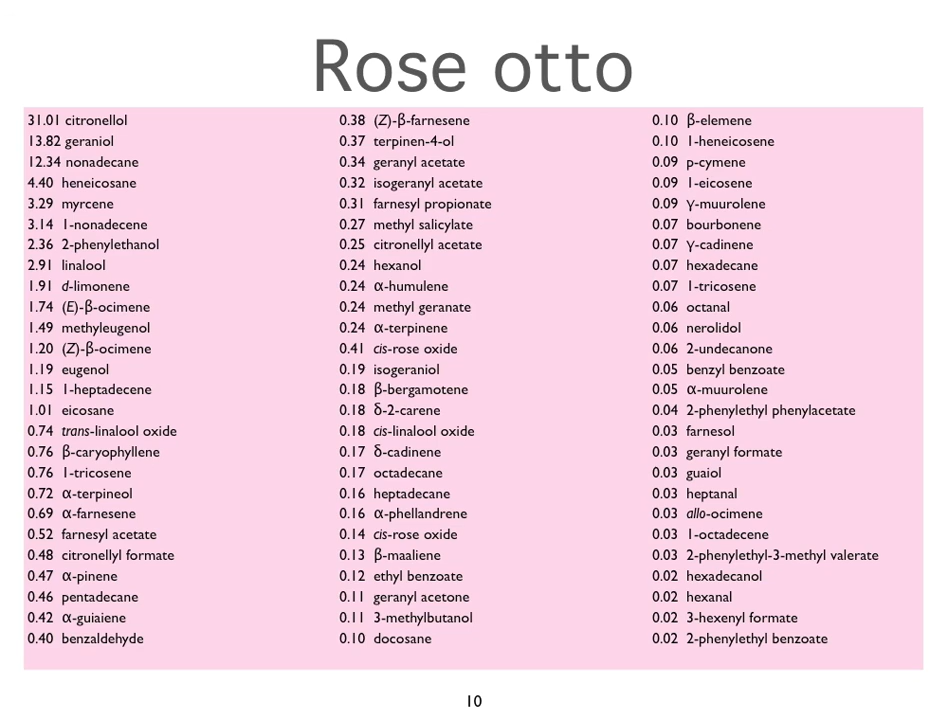 Rose otto
31.01 citronellol
13.82 geraniol
12.34 nonadecane
4.40 heneicosane
3.29 myrcene
3.14 1-nonadecene
2.36 2-phenylethanol
2.91 linalool
1.91 d-limonene
1.74 (E)-β-ocimene
1.49 methyleugenol
1.20 (Z)-β-ocimene
1.19 eugenol
1.15 1-heptadecene
1.01 eicosane
0.74 trans-linalool oxide
0.76 β-caryophyllene
0.76 1-tricosene
0.72 α-terpineol
0.69 α-farnesene
0.52 farnesyl acetate
0.48 citronellyl formate
0.47 α-pinene
0.46 pentadecane
0.42 α-guiaiene
0.40 benzaldehyde
0.38 (Z)-β-farnesene
0.37 terpinen-4-ol
0.34 geranyl acetate
0.32 isogeranyl acetate
0.31 farnesyl propionate
0.27 methyl salicylate
0.25 citronellyl acetate
0.24 hexanol
0.24 α-humulene
0.24 methyl geranate
0.24 α-terpinene
0.41 cis-rose oxide
0.19 isogeraniol
0.18 β-bergamotene
0.18 δ-2-carene
0.18 cis-linalool oxide
0.17 δ-cadinene
0.17 octadecane
0.16 heptadecane
0.16 α-phellandrene
0.14 cis-rose oxide
0.13 β-maaliene
0.12 ethyl benzoate
0.11 geranyl acetone
0.11 3-methylbutanol
0.10 docosane
0.10 β-elemene
0.10 1-heneicosene
0.09 p-cymene
0.09 1-eicosene
0.09 γ-muurolene
0.07 bourbonene
0.07 γ-cadinene
0.07 hexadecane
0.07 1-tricosene
0.06 octanal
0.06 nerolidol
0.06 2-undecanone
0.05 benzyl benzoate
0.05 α-muurolene
0.04 2-phenylethyl phenylacetate
0.03 farnesol
0.03 geranyl formate
0.03 guaiol
0.03 heptanal
0.03 allo-ocimene
0.03 1-octadecene
0.03 2-phenylethyl-3-methyl valerate
0.02 hexadecanol
0.02 hexanal
0.02 3-hexenyl formate
0.02 2-phenylethyl benzoate
10